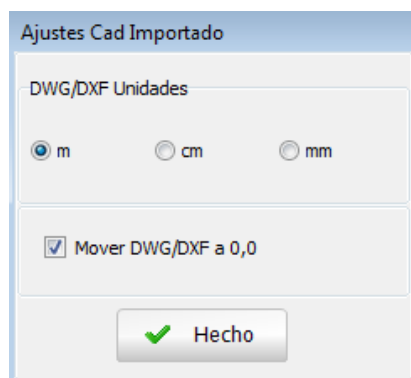 Ajustes Cad Importado
DWG/DXF Unidades
m cm mm
Mover DWG/DXF a 0,0
Hecho